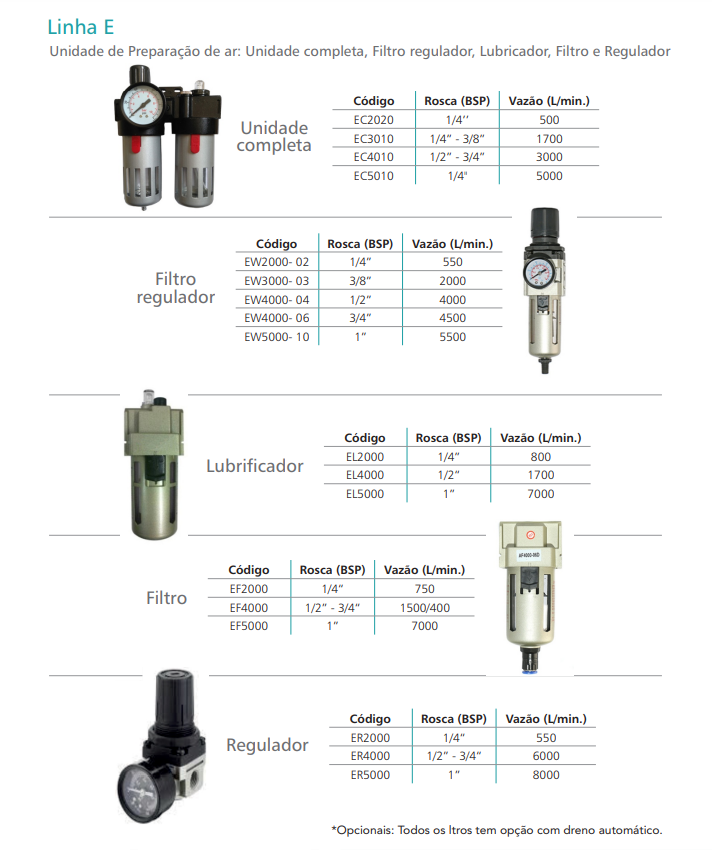 Linha E
Unidade de Preparação de ar: Unidade completa, Filtro regulador, Lubricador, Filtro e Regulador
Unidade completa
Código Rosca (BSP) Vazão (L/min.)
EC2020 1/4’’ 500
EC3010 1/4” - 3/8” 1700
EC4010 1/2” - 3/4” 3000
EC5010 1/4" 5000
Filtro regulador
Código Rosca (BSP) Vazão (L/min.)
EW2000- 02 1/4” 550
EW3000- 03 3/8” 2000
EW4000- 04 1/2” 4000
EW4000- 06 3/4” 4500
EW5000- 10 1” 5500
Lubrificador
Código Rosca (BSP) Vazão (L/min.)
EL2000 1/4” 800
EL4000 1/2” 1700
EL5000 1” 7000
Filtro
Código Rosca (BSP) Vazão (L/min.)
EF2000 1/4” 750
EF4000 1/2” - 3/4” 1500/400
EF5000 1” 7000
AF4000-06D
Regulador
Código Rosca (BSP) Vazão (L/min.)
ER2000 1/4” 550
ER4000 1/2” - 3/4” 6000
ER5000 1” 8000
*Opcionais: Todos os ltros tem opção com dreno automático.